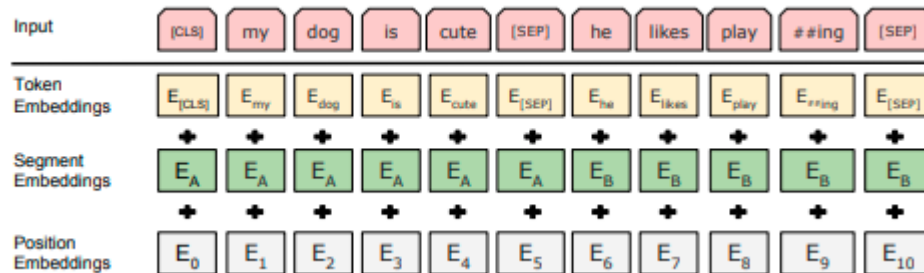 Input [CLS] my dog is cute [SEP] he likes play ##ing [SEP]
Token Embeddings E[CLS] Emy Edog Eis Ecute E[SEP] Ehe Elikes Eplay E##ing E[SEP]
Segment Embeddings EA EA EA EA EA EA EB EB EB EB EB
Position Embeddings E0 E1 E2 E3 E4 E5 E6 E7 E8 E9 E10